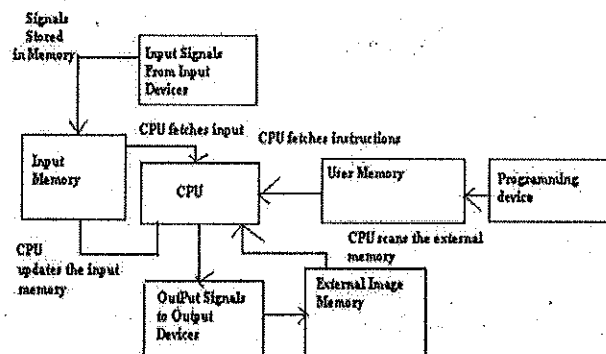 Signals
Stored
in Memory
Input Signals
From Input
Devices
CPU fetches input
CPU fetches instructions
Input
Memory
CPU
User Memory
Programming
device
CPU
updates the input
memory
CPU scans the external
memory
OutPut Signals
to Output
Devices
External Image
Memory